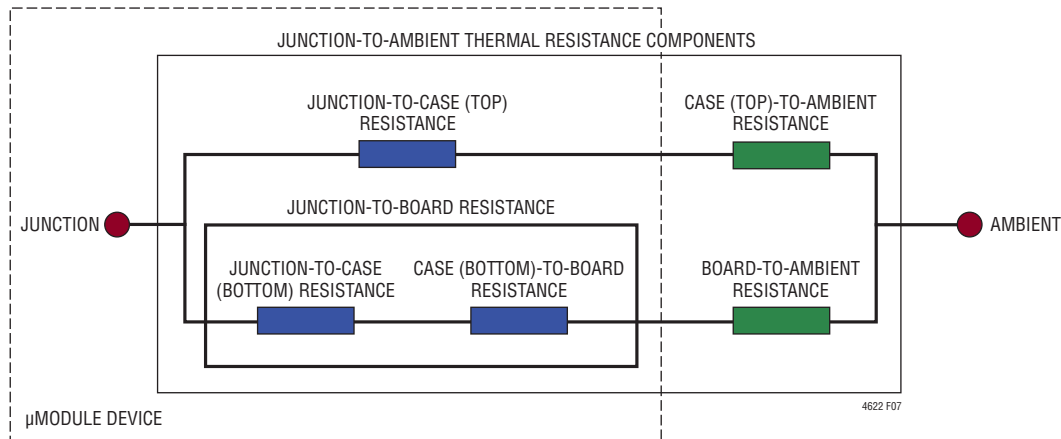 JUNCTION-TO-AMBIENT THERMAL RESISTANCE COMPONENTS
JUNCTION-TO-CASE (TOP)
RESISTANCE
CASE (TOP)-TO-AMBIENT
RESISTANCE
JUNCTION-TO-BOARD RESISTANCE
JUNCTION
AMBIENT
JUNCTION-TO-CASE
(BOTTOM) RESISTANCE
CASE (BOTTOM)-TO-BOARD
RESISTANCE
BOARD-TO-AMBIENT
RESISTANCE
4622 F07
µMODULE DEVICE